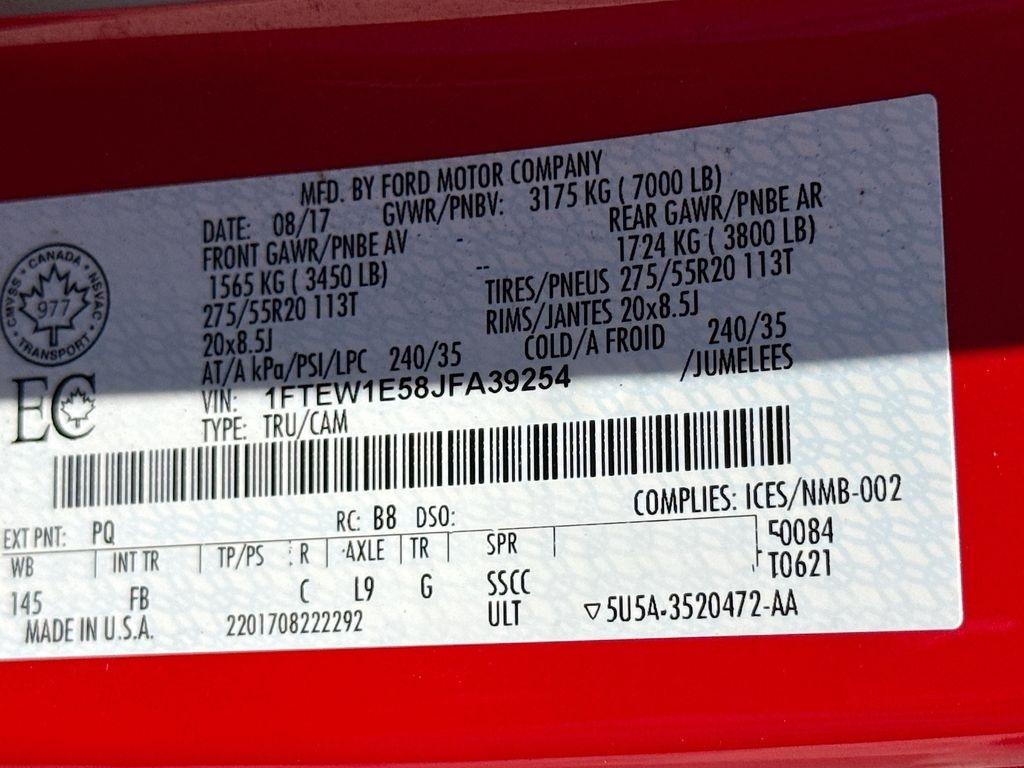 MFD. BY FORD MOTOR COMPANY
DATE: 08/17 GVWR/PNBV: 3175 KG ( 7000 LB)
FRONT GAWR/PNBE AV REAR GAWR/PNBE AR
1565 KG ( 3450 LB) -- 1724 KG ( 3800 LB)
275/55R20 113T TIRES/PNEUS 275/55R20 113T
20x8.5J RIMS/JANTES 20x8.5J
AT/A kPa/PSI/LPC 240/35 COLD/A FROID 240/35
VIN: 1FTEW1E58JFA39254 /JUMELEES
TYPE: TRU/CAM
CANADA
CMVSS NSVAC
977
TRANSPORT
EC
COMPLIES: ICES/NMB-002
EXT PNT: PQ RC: B8 DSO: 50084
WB INT TR TP/PS R AXLE TR SPR T0621
145 FB C L9 G SSCC
MADE IN U.S.A. 2201708222292 ULT ▽5U5A-3520472-AA